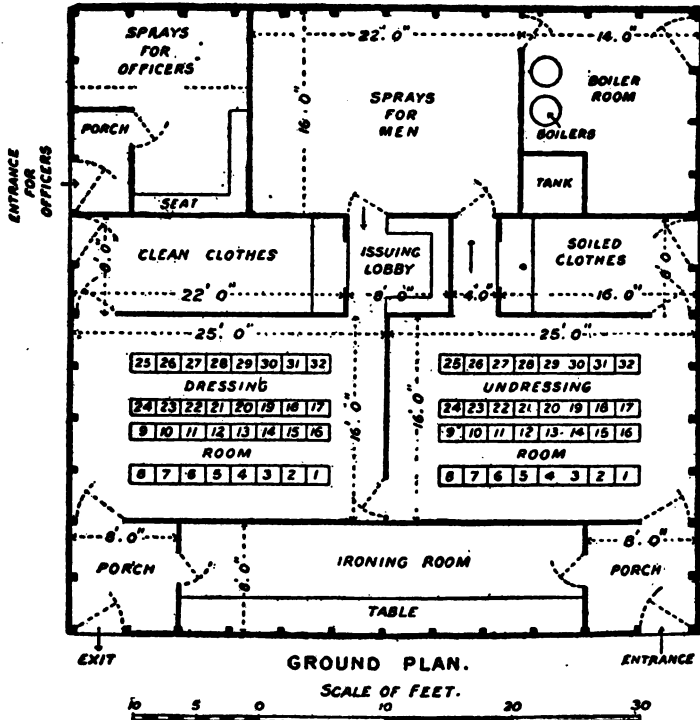 SPRAYS
FOR
OFFICERS
22'. 0"
14'. 0"
16'. 0"
SPRAYS
FOR
MEN
BOILER
ROOM
BOILERS
PORCH
ENTRANCE
FOR
OFFICERS
TANK
SEAT
CLEAN CLOTHES
ISSUING
LOBBY
SOILED
CLOTHES
8'. 0"
8'. 0"
22' 0"
8'. 0"
4'. 0"
16'. 0"
25'. 0"
25'. 0"
25 26 27 28 29 30 31 32
DRESSING
24 23 22 21 20 19 18 17
9 10 11 12 13 14 15 16
ROOM
8 7 6 5 4 3 2 1
16'. 0"
16'. 0"
25 26 27 28 29 30 31 32
UNDRESSING
24 23 22 21 20 19 18 17
9 10 11 12 13 14 15 16
ROOM
8 7 6 5 4 3 2 1
8'. 0"
PORCH
8'. 0"
IRONING ROOM
TABLE
8'. 0"
PORCH
EXIT
GROUND PLAN.
ENTRANCE
SCALE OF FEET.
10 5 0 10 20 30